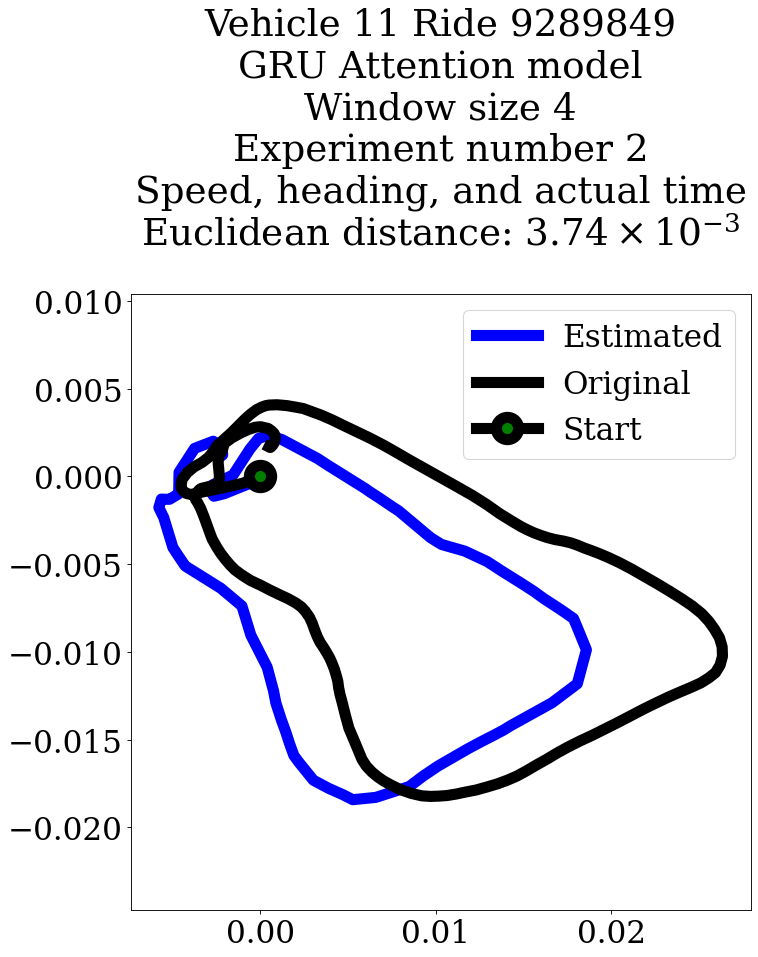 Vehicle 11 Ride 9289849
GRU Attention model
Window size 4
Experiment number 2
Speed, heading, and actual time
Euclidean distance: 3.74 × 10⁻³
Estimated
Original
Start
0.010
0.005
0.000
−0.005
−0.010
−0.015
−0.020
0.00
0.01
0.02